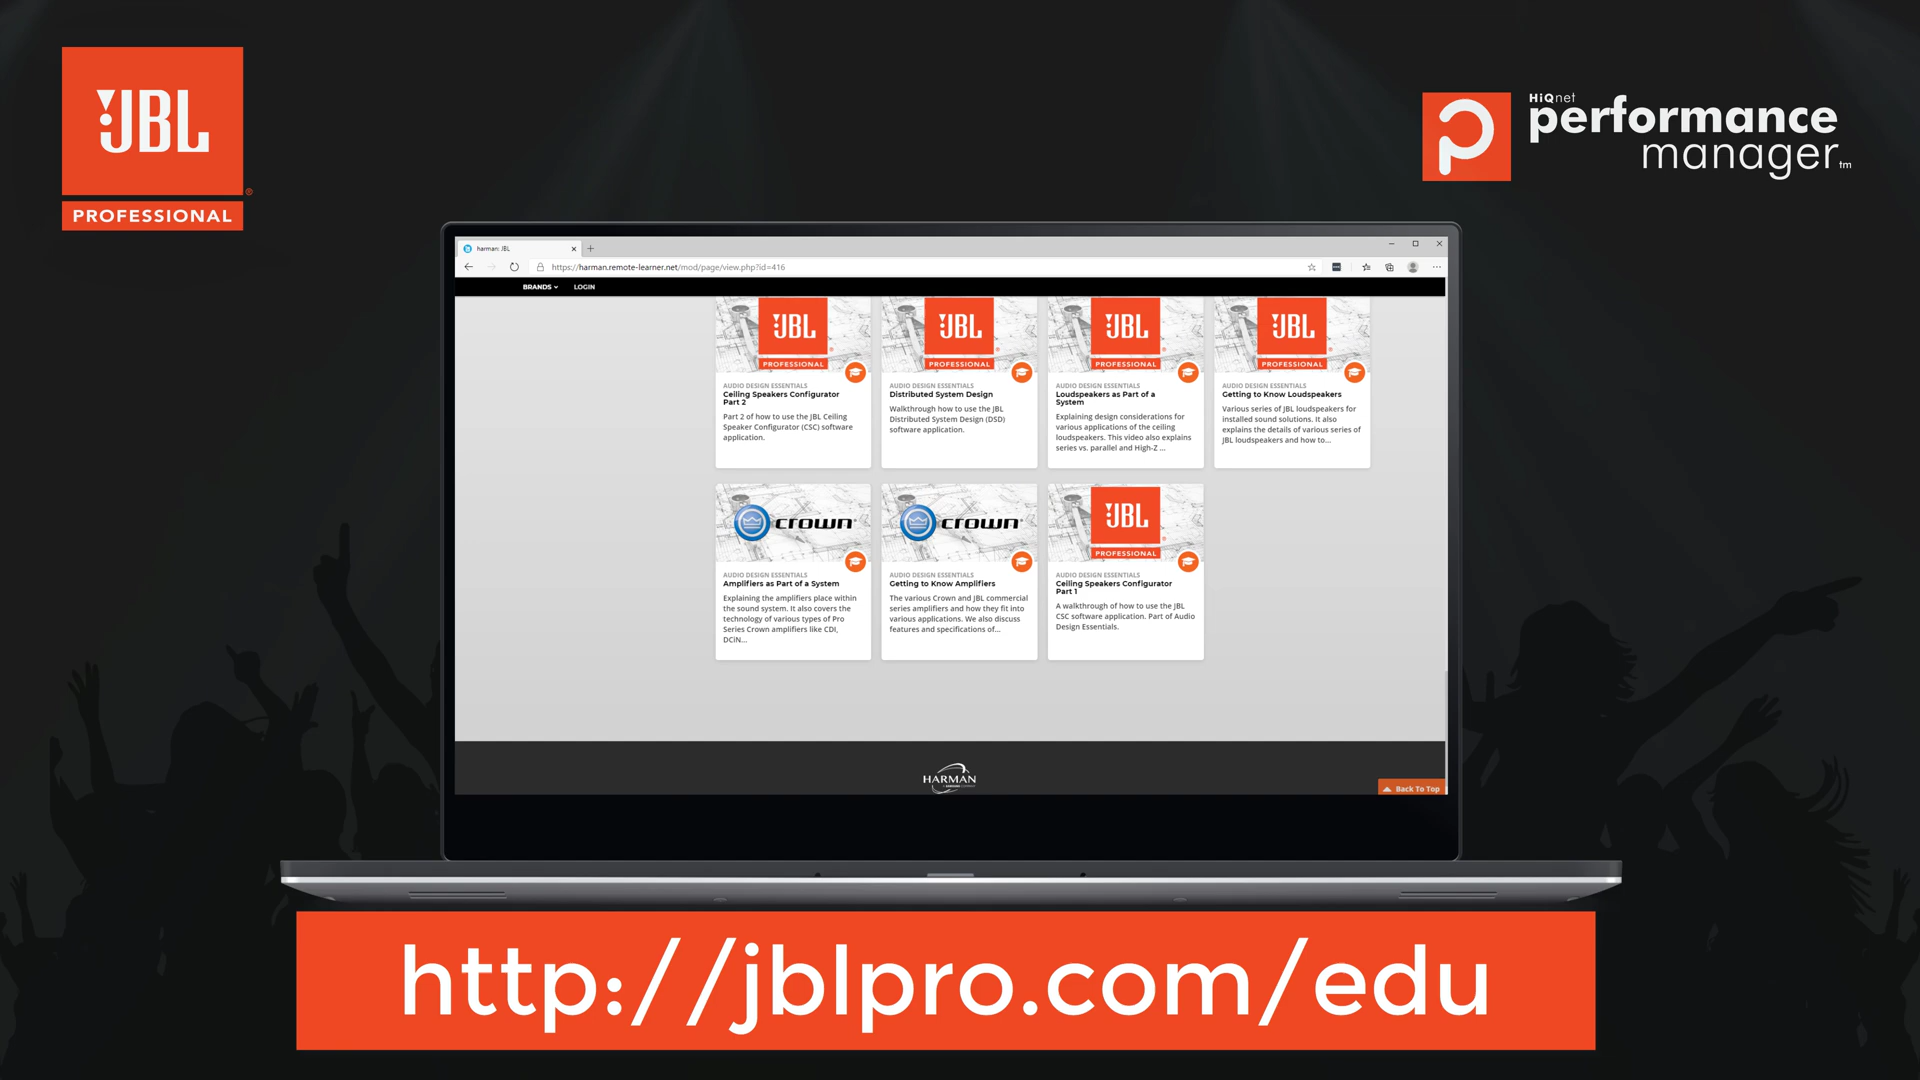 JBL
PROFESSIONAL
HiQnet
performance
manager™
harman: JBL
https://harman.remote-learner.net/mod/page/view.php?id=416
BRANDS
LOGIN
JBL
PROFESSIONAL
AUDIO DESIGN ESSENTIALS
Ceiling Speakers Configurator
Part 2
Part 2 of how to use the JBL Ceiling
Speaker Configurator (CSC) software
application.
JBL
PROFESSIONAL
AUDIO DESIGN ESSENTIALS
Distributed System Design
Walkthrough how to use the JBL
Distributed System Design (DSD)
software application.
JBL
PROFESSIONAL
AUDIO DESIGN ESSENTIALS
Loudspeakers as Part of a
System
Explaining design considerations for
various applications of the ceiling
loudspeakers. This video also explains
series vs. parallel and High-Z ...
JBL
PROFESSIONAL
AUDIO DESIGN ESSENTIALS
Getting to Know Loudspeakers
Various series of JBL loudspeakers for
installed sound solutions. It also
explains the details of various series of
JBL loudspeakers and how to...
crown
AUDIO DESIGN ESSENTIALS
Amplifiers as Part of a System
Explaining the amplifiers place within
the sound system. It also covers the
technology of various types of Pro
Series Crown amplifiers like CDI,
DCiN...
crown
AUDIO DESIGN ESSENTIALS
Getting to Know Amplifiers
The various Crown and JBL commercial
series amplifiers and how they fit into
various applications. We also discuss
features and specifications of...
JBL
PROFESSIONAL
AUDIO DESIGN ESSENTIALS
Ceiling Speakers Configurator
Part 1
A walkthrough of how to use the JBL
CSC software application. Part of Audio
Design Essentials.
HARMAN
Back To Top
http://jblpro.com/edu